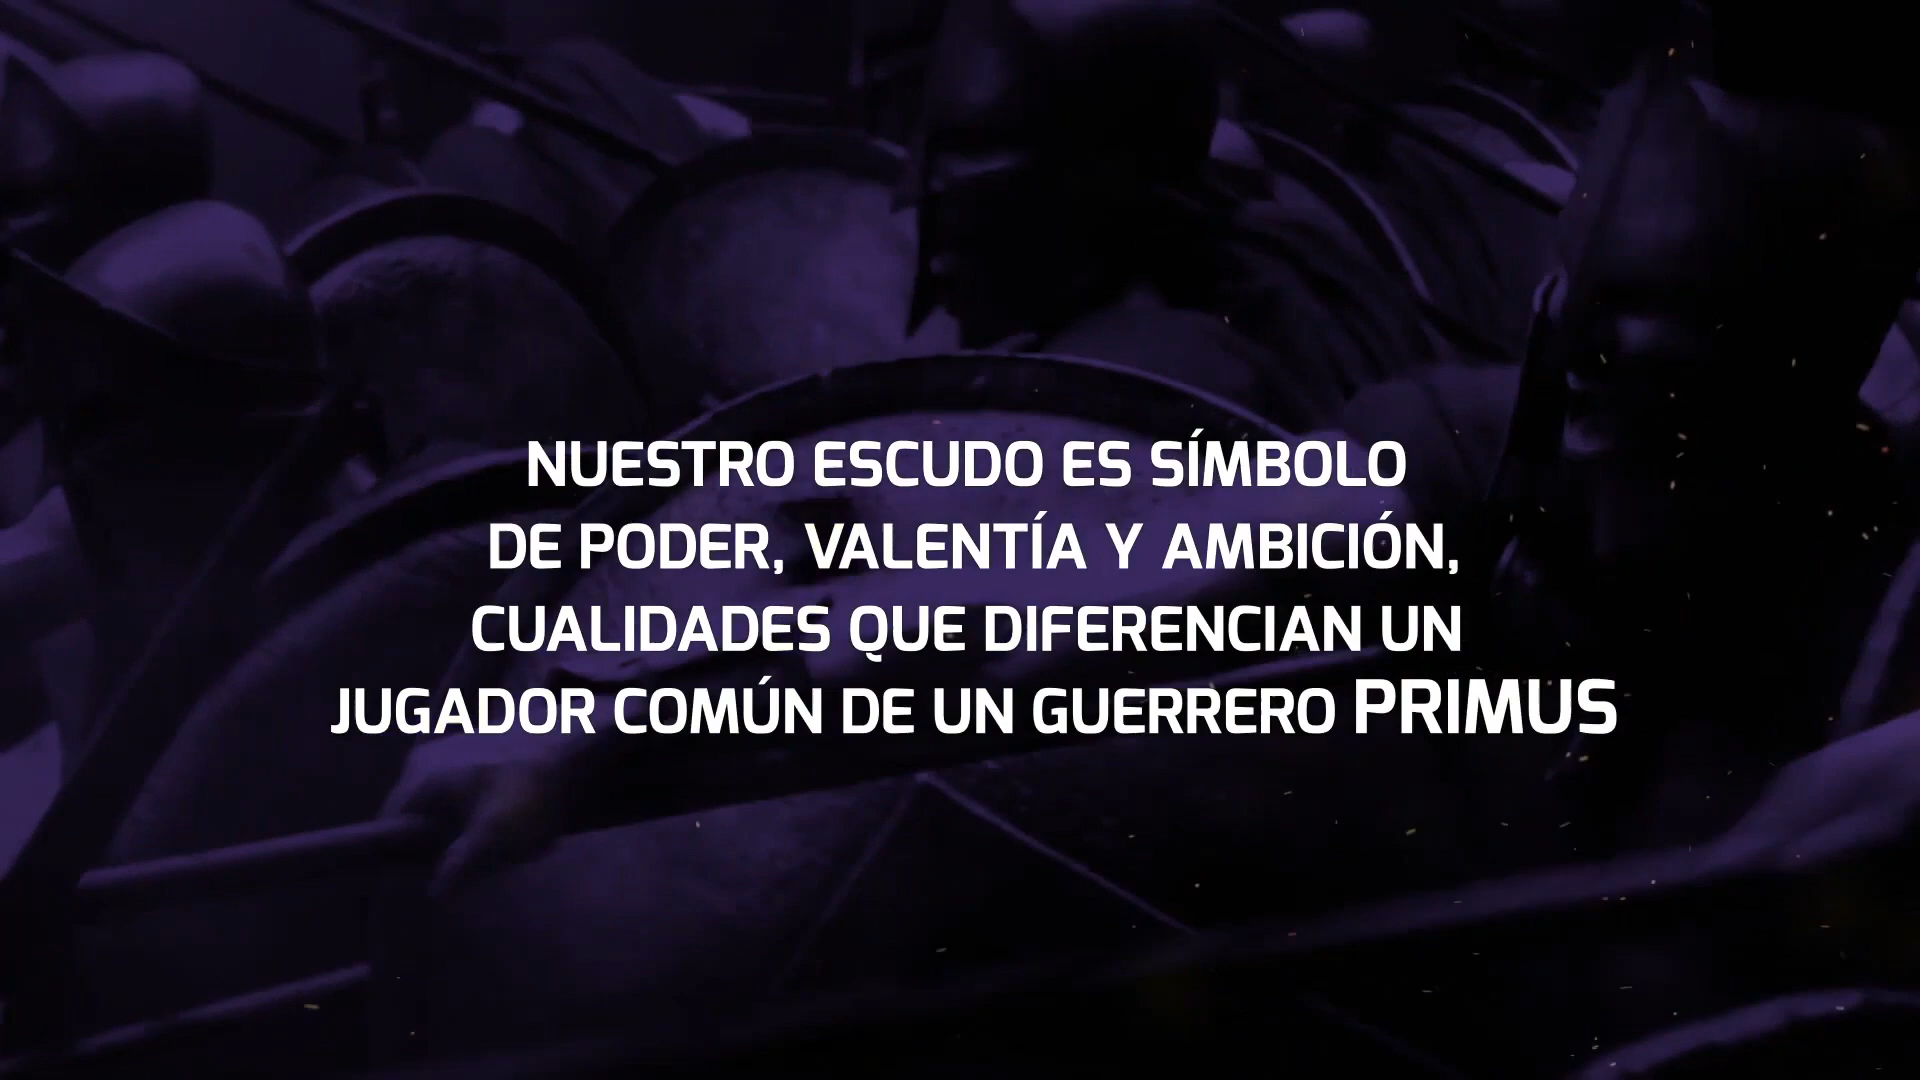 NUESTRO ESCUDO ES SÍMBOLO
DE PODER, VALENTÍA Y AMBICIÓN,
CUALIDADES QUE DIFERENCIAN UN
JUGADOR COMÚN DE UN GUERRERO PRIMUS